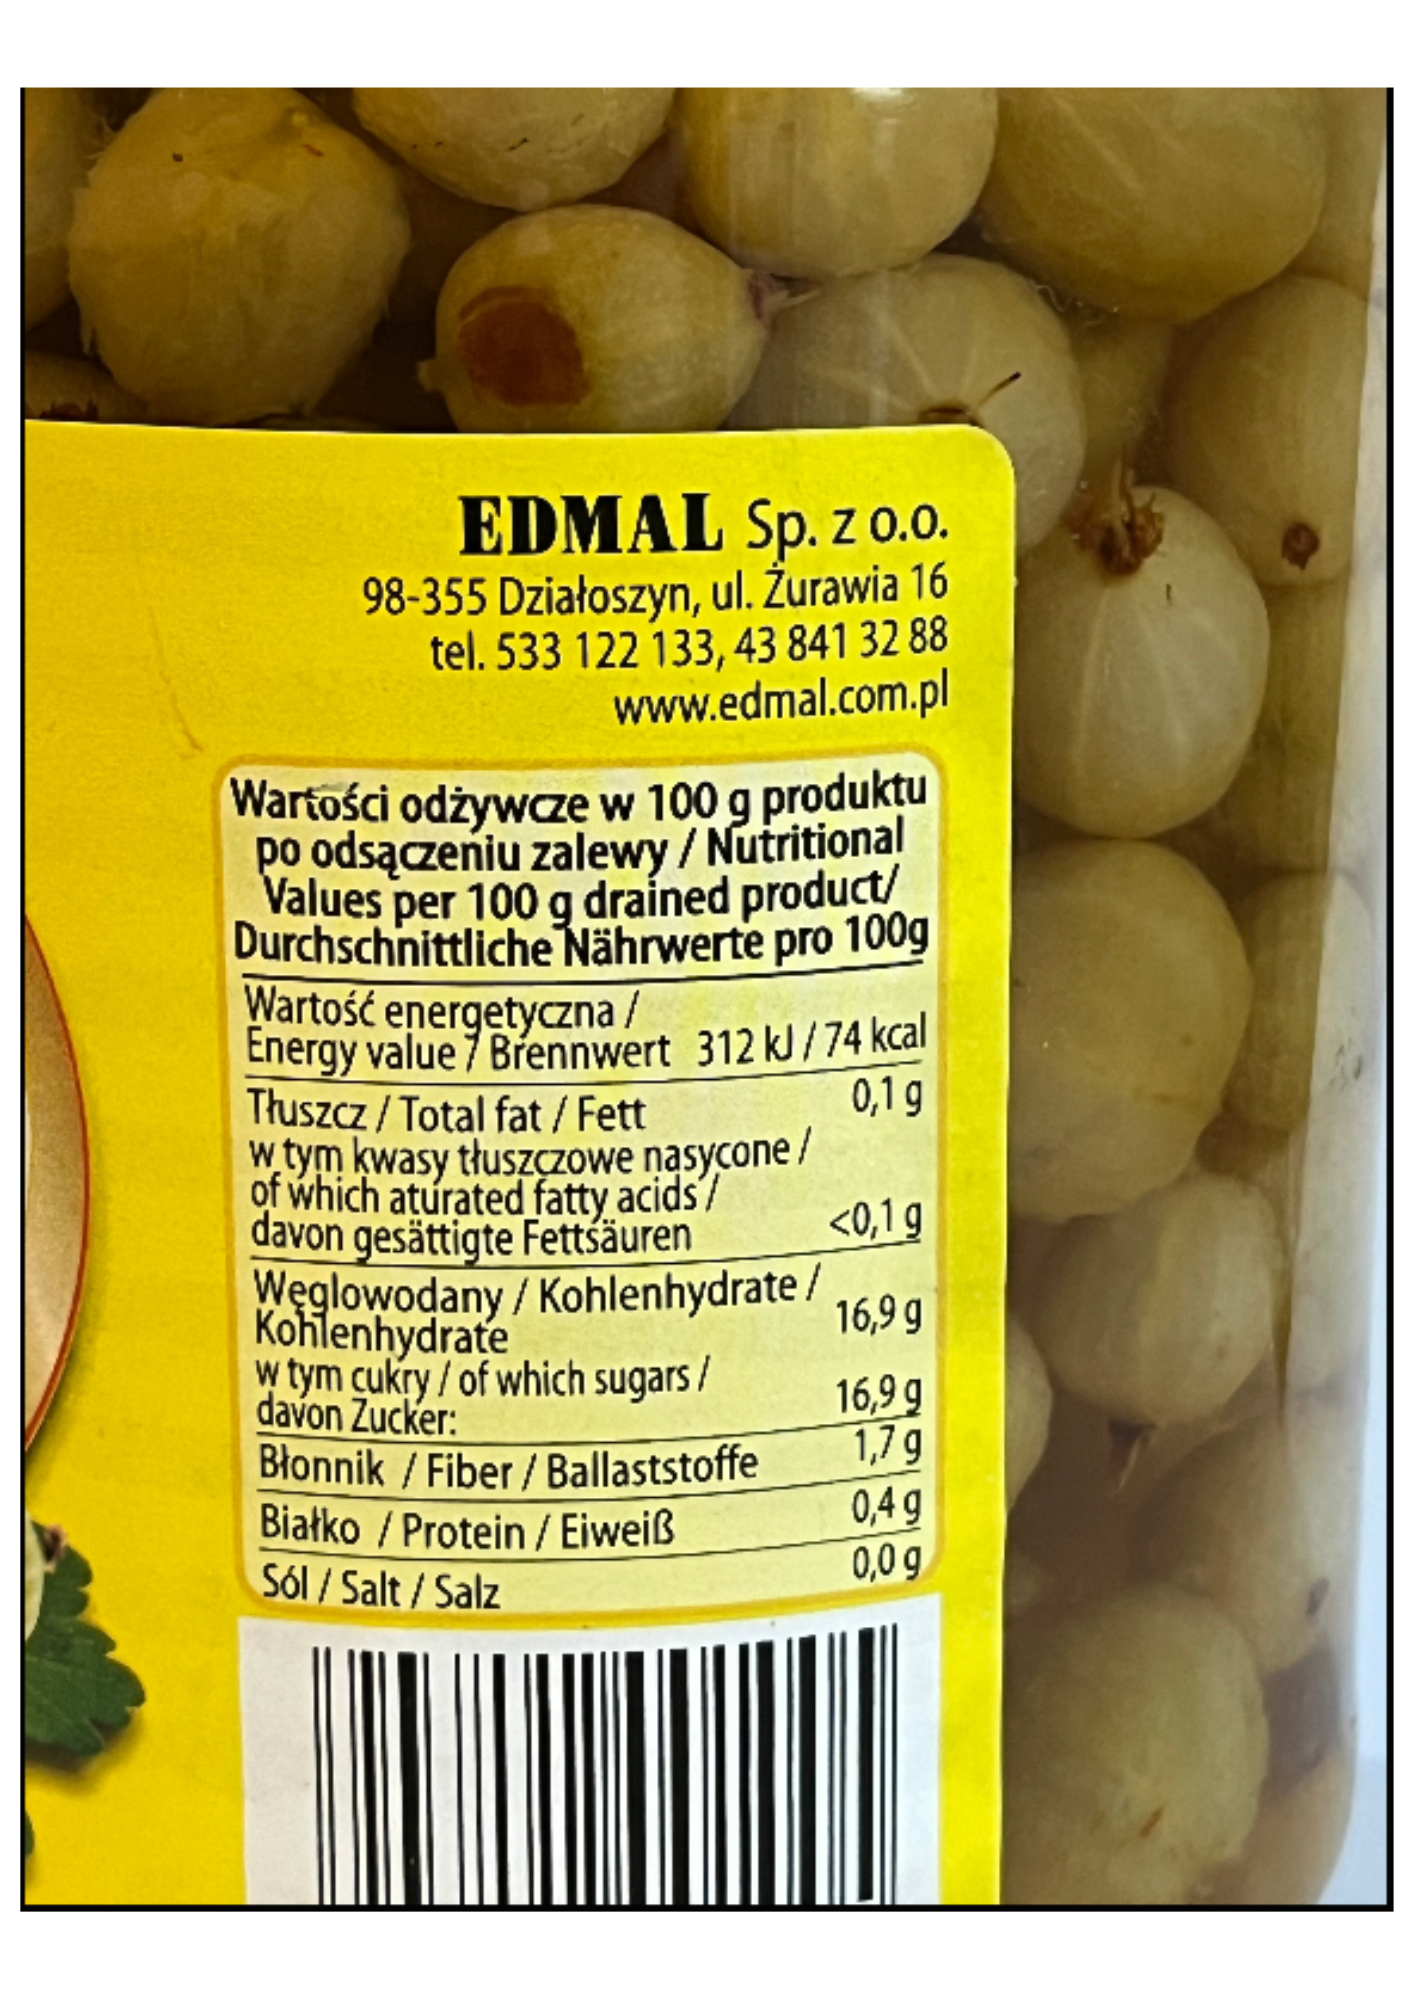 EDMAL Sp. z o.o.
98-355 Działoszyn, ul. Żurawia 16
tel. 533 122 133, 43 841 32 88
www.edmal.com.pl
Wartości odżywcze w 100 g produktu
po odsączeniu zalewy / Nutritional
Values per 100 g drained product/
Durchschnittliche Nährwerte pro 100g
Wartość energetyczna /
Energy value / Brennwert 312 kJ / 74 kcal
Tłuszcz / Total fat / Fett 0,1 g
w tym kwasy tłuszczowe nasycone /
of which aturated fatty acids /
davon gesättigte Fettsäuren <0,1 g
Węglowodany / Kohlenhydrate /
Kohlenhydrate 16,9 g
w tym cukry / of which sugars /
davon Zucker: 16,9 g
Błonnik / Fiber / Ballaststoffe 1,7 g
Białko / Protein / Eiweiß 0,4 g
Sól / Salt / Salz 0,0 g